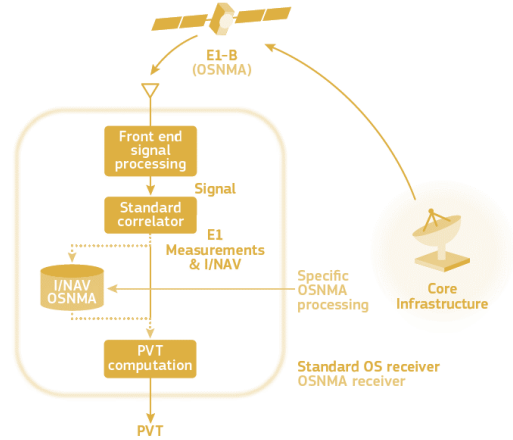 E1-B
(OSNMA)
Front end
signal
processing
Signal
Standard
correlator
E1
Measurements
& I/NAV
I/NAV
OSNMA
Specific
OSNMA
processing
Core
Infrastructure
PVT
computation
Standard OS receiver
OSNMA receiver
PVT